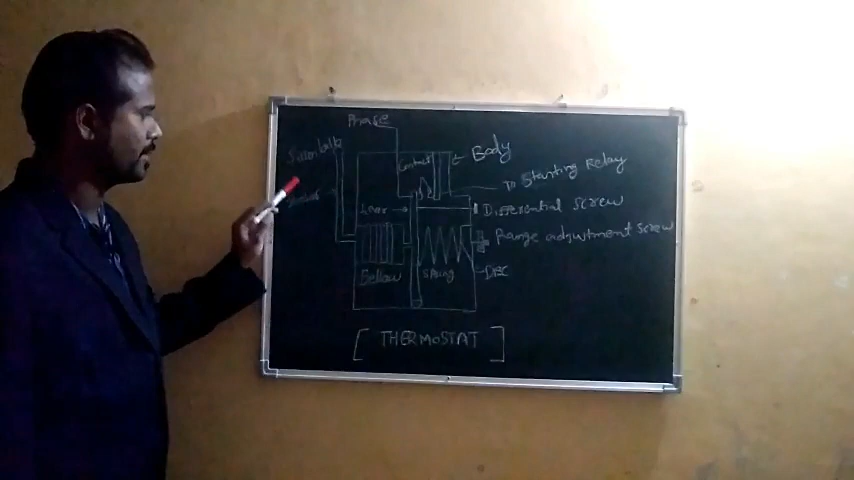 Phase
Contact
Body
To Starting Relay
Lever
Differential Screw
Range adjustment screw
Bellow
Spring
Disc
[ THERMOSTAT ]